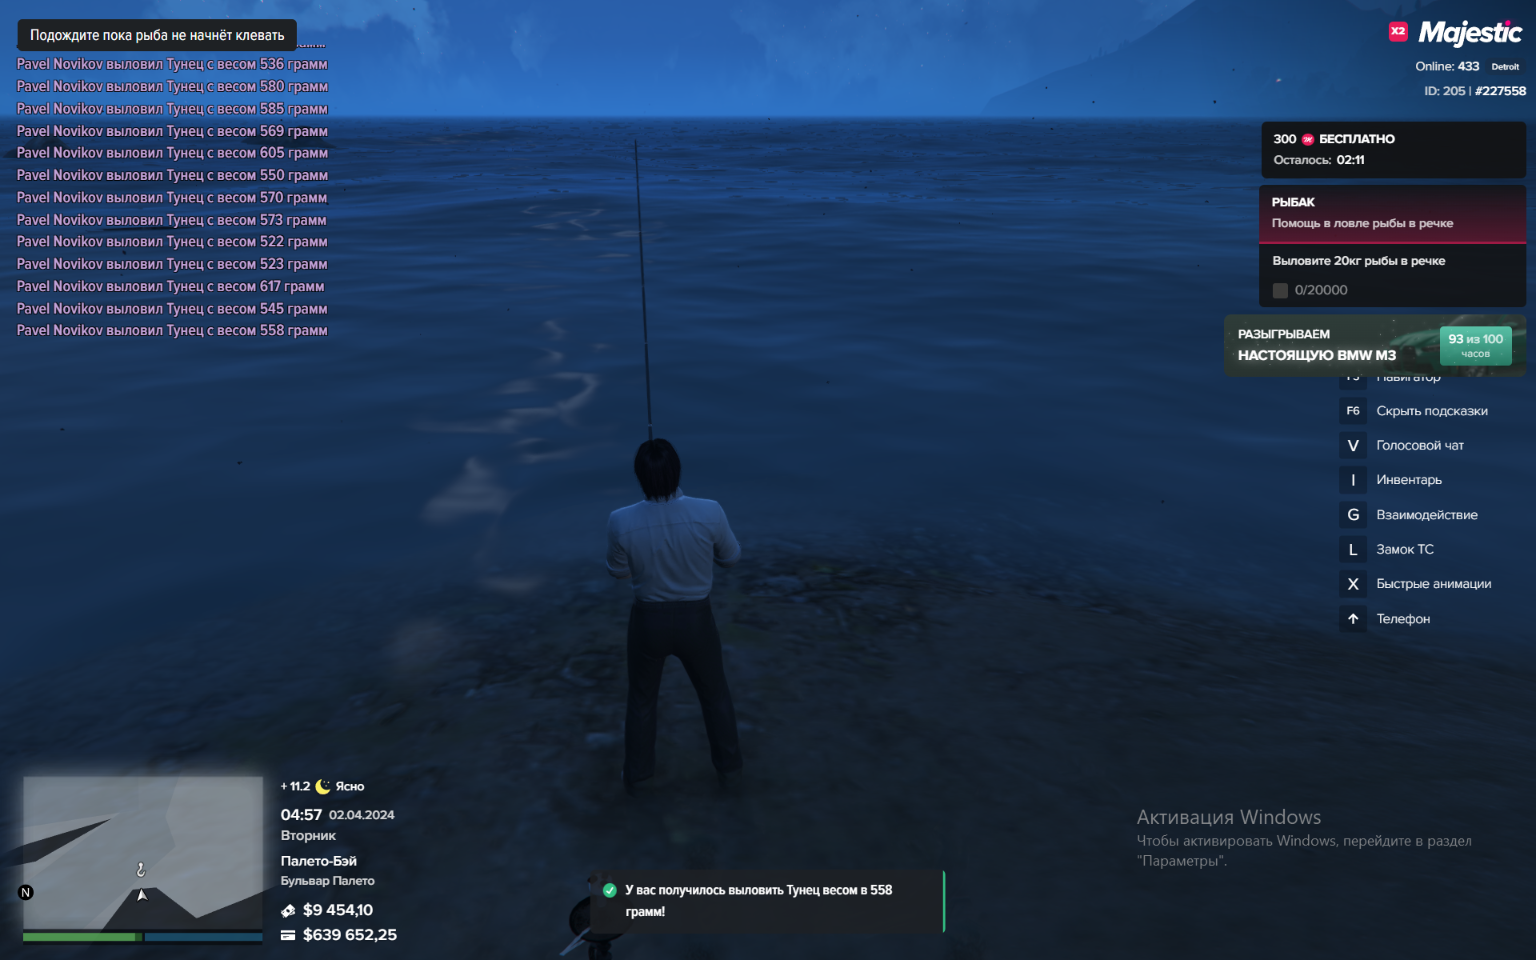 Подождите пока рыба не начнёт клевать
Pavel Novikov выловил Тунец с весом 536 грамм
Pavel Novikov выловил Тунец с весом 580 грамм
Pavel Novikov выловил Тунец с весом 585 грамм
Pavel Novikov выловил Тунец с весом 569 грамм
Pavel Novikov выловил Тунец с весом 605 грамм
Pavel Novikov выловил Тунец с весом 550 грамм
Pavel Novikov выловил Тунец с весом 570 грамм
Pavel Novikov выловил Тунец с весом 573 грамм
Pavel Novikov выловил Тунец с весом 522 грамм
Pavel Novikov выловил Тунец с весом 523 грамм
Pavel Novikov выловил Тунец с весом 617 грамм
Pavel Novikov выловил Тунец с весом 545 грамм
Pavel Novikov выловил Тунец с весом 558 грамм
X2 Majestic
Online: 433 Detroit
ID: 205 | #227558
300 БЕСПЛАТНО
Осталось: 02:11
РЫБАК
Помощь в ловле рыбы в речке
Выловите 20кг рыбы в речке
0/20000
РАЗЫГРЫВАЕМ
НАСТОЯЩУЮ BMW M3
93 из 100
часов
Навигатор
F6 Скрыть подсказки
V Голосовой чат
I Инвентарь
G Взаимодействие
L Замок ТС
X Быстрые анимации
Телефон
+ 11.2 Ясно
04:57 02.04.2024
Вторник
Палето-Бэй
Бульвар Палето
$9 454,10
$639 652,25
N
У вас получилось выловить Тунец весом в 558
грамм!
Активация Windows
Чтобы активировать Windows, перейдите в раздел
"Параметры".